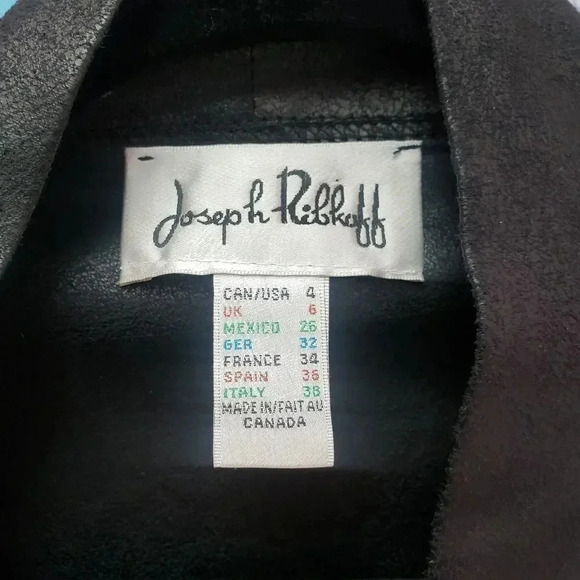 Joseph Ribkoff
CAN/USA 4
UK 6
MEXICO 26
GER 32
FRANCE 34
SPAIN 36
ITALY 38
MADE IN/FAIT AU
CANADA